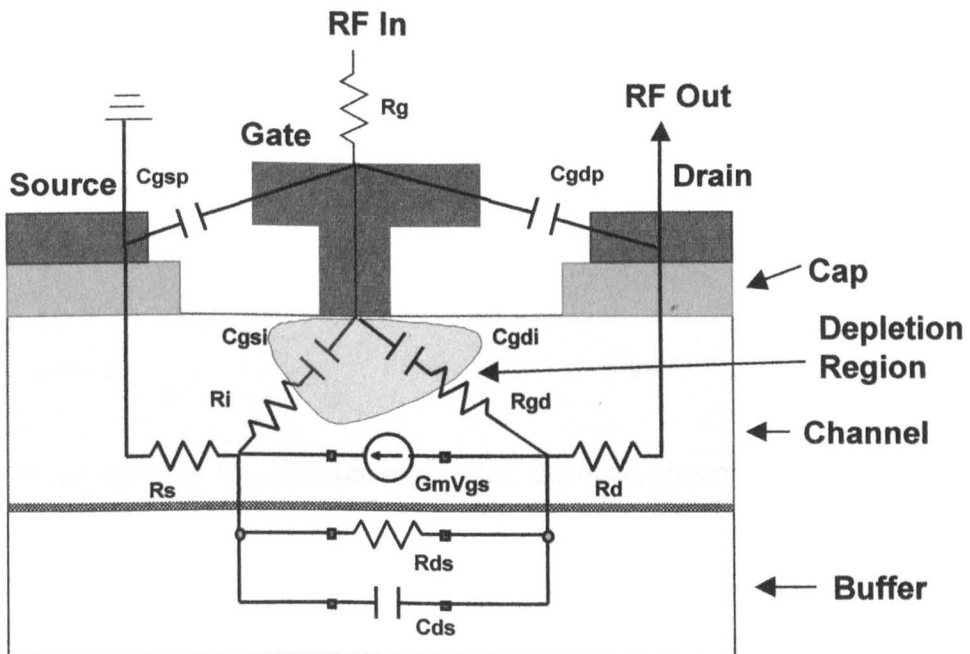 RF In
Rg
RF Out
Gate
Cgsp
Cgdp
Source
Drain
Cap
Cgsi
Cgdi
Depletion
Region
Ri
Rgd
Channel
Rs
GmVgs
Rd
Rds
Buffer
Cds